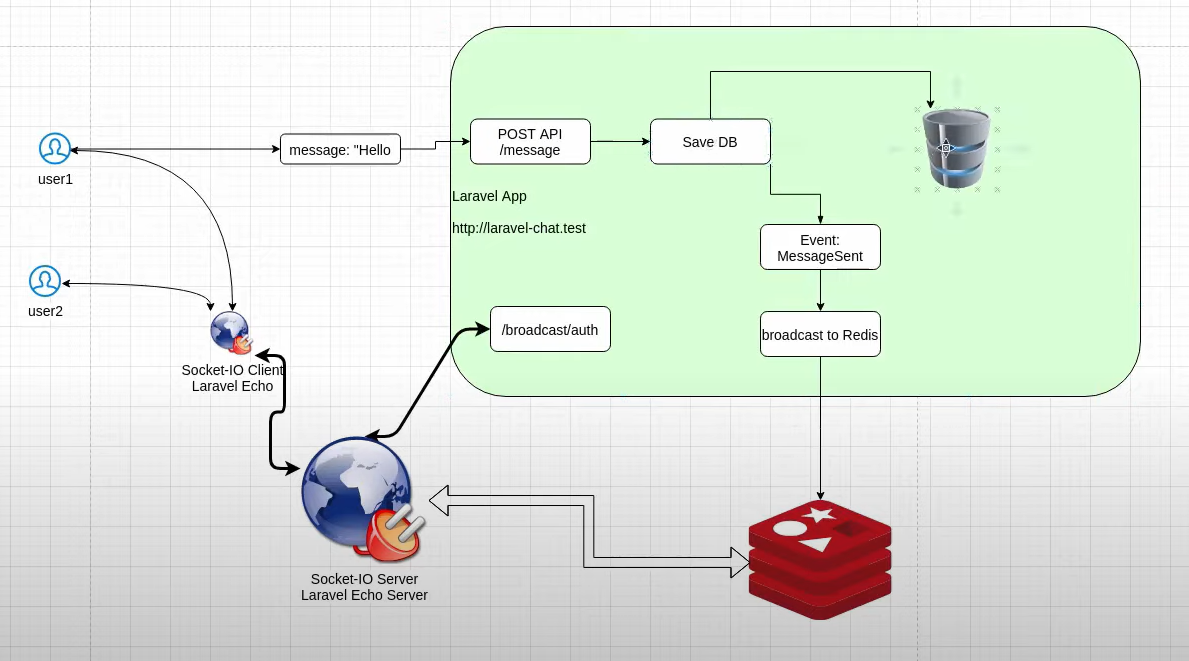 POST API
/message
message: "Hello
Save DB
user1
Laravel App
http://laravel-chat.test
Event:
MessageSent
user2
/broadcast/auth
broadcast to Redis
Socket-IO Client
Laravel Echo
Socket-IO Server
Laravel Echo Server